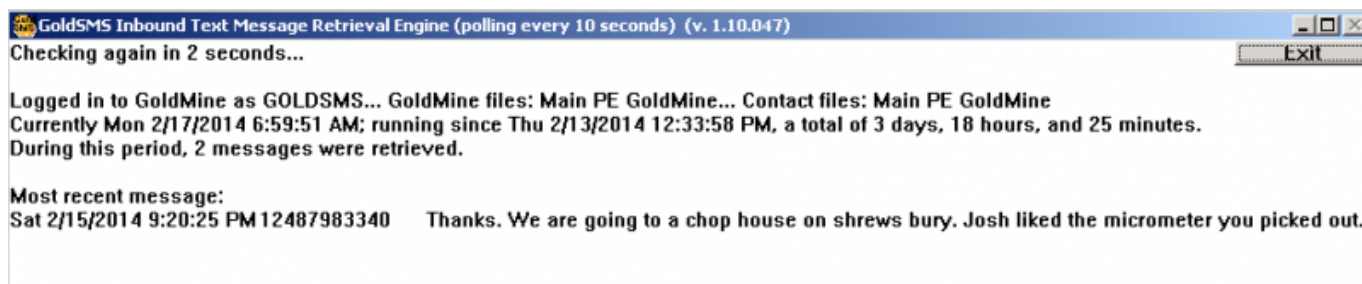 GoldSMS Inbound Text Message Retrieval Engine (polling every 10 seconds) (v. 1.10.047)
Checking again in 2 seconds...
Exit
Logged in to GoldMine as GOLDSMS... GoldMine files: Main PE GoldMine... Contact files: Main PE GoldMine
Currently Mon 2/17/2014 6:59:51 AM; running since Thu 2/13/2014 12:33:58 PM, a total of 3 days, 18 hours, and 25 minutes.
During this period, 2 messages were retrieved.
Most recent message:
Sat 2/15/2014 9:20:25 PM 12487983340 Thanks. We are going to a chop house on shrews bury. Josh liked the micrometer you picked out.